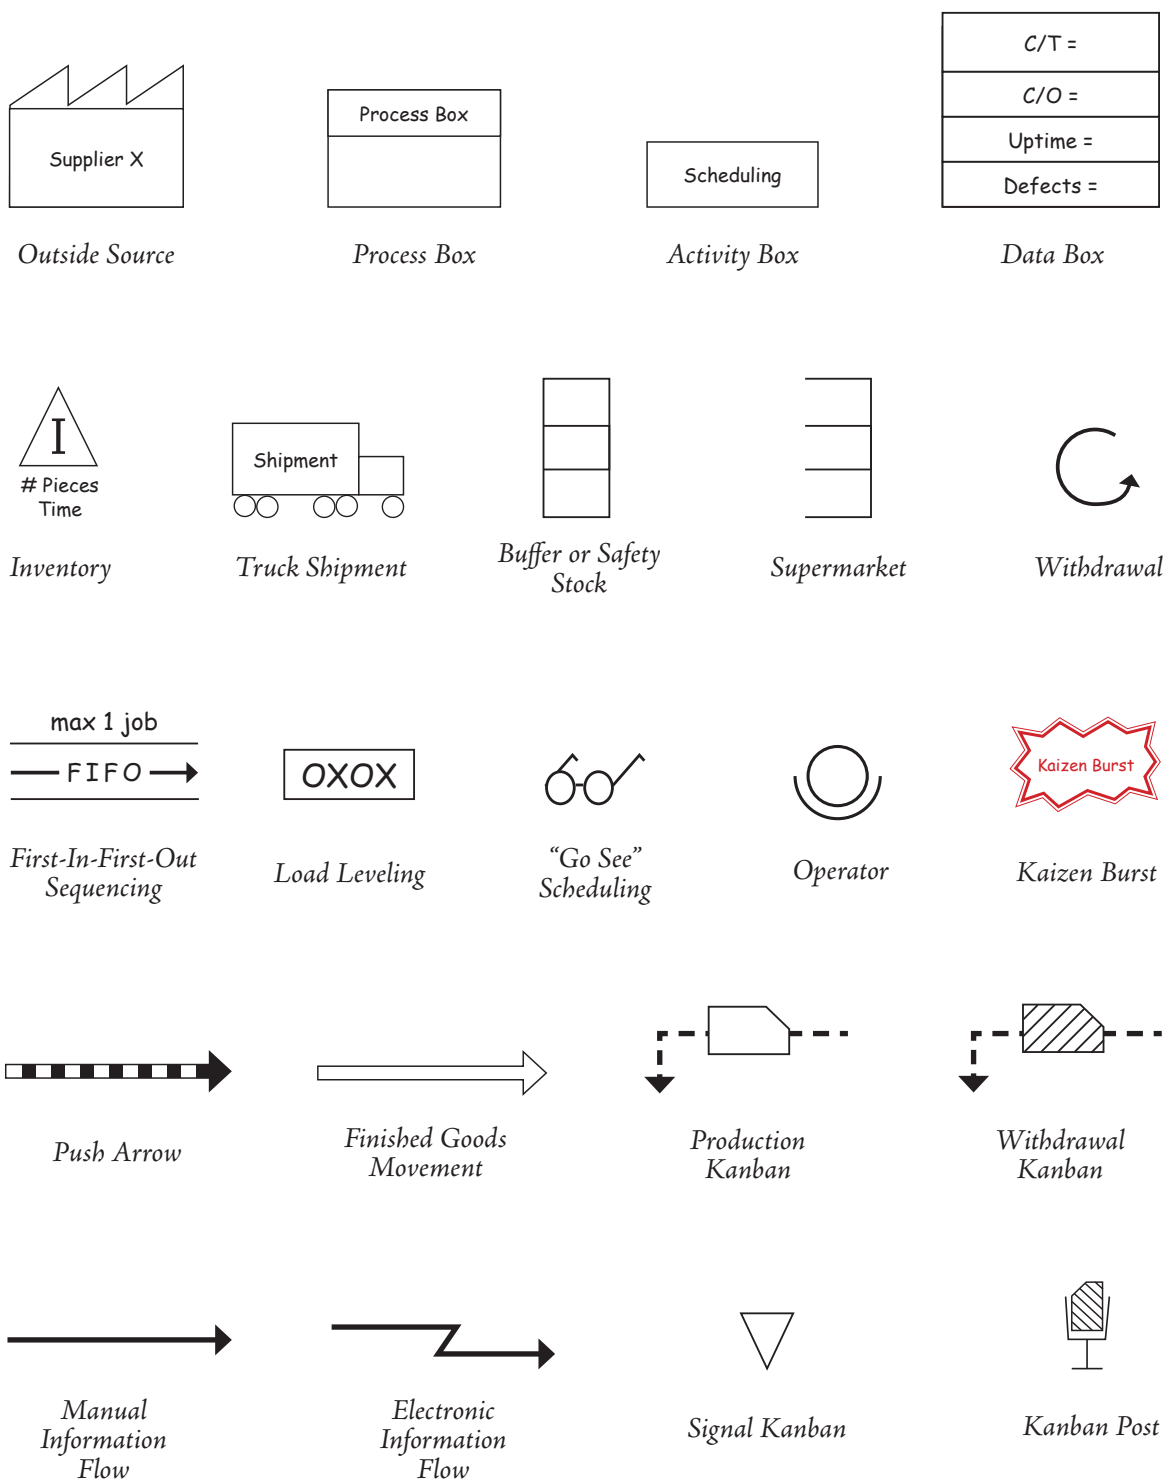 Supplier X
Process Box
Scheduling
C/T =
C/O =
Uptime =
Defects =
Outside Source
Process Box
Activity Box
Data Box
I
# Pieces
Time
Shipment
Inventory
Truck Shipment
Buffer or Safety
Stock
Supermarket
Withdrawal
max 1 job
FIFO
OXOX
Kaizen Burst
First-In-First-Out
Sequencing
Load Leveling
“Go See”
Scheduling
Operator
Kaizen Burst
Push Arrow
Finished Goods
Movement
Production
Kanban
Withdrawal
Kanban
Manual
Information
Flow
Electronic
Information
Flow
Signal Kanban
Kanban Post